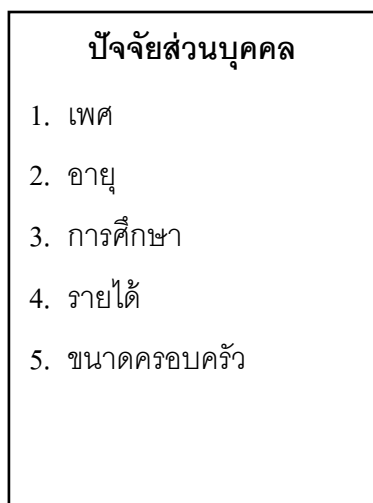 ปัจจัยส่วนบุคคล
1. เพศ
2. อายุ
3. การศึกษา
4. รายได้
5. ขนาดครอบครัว